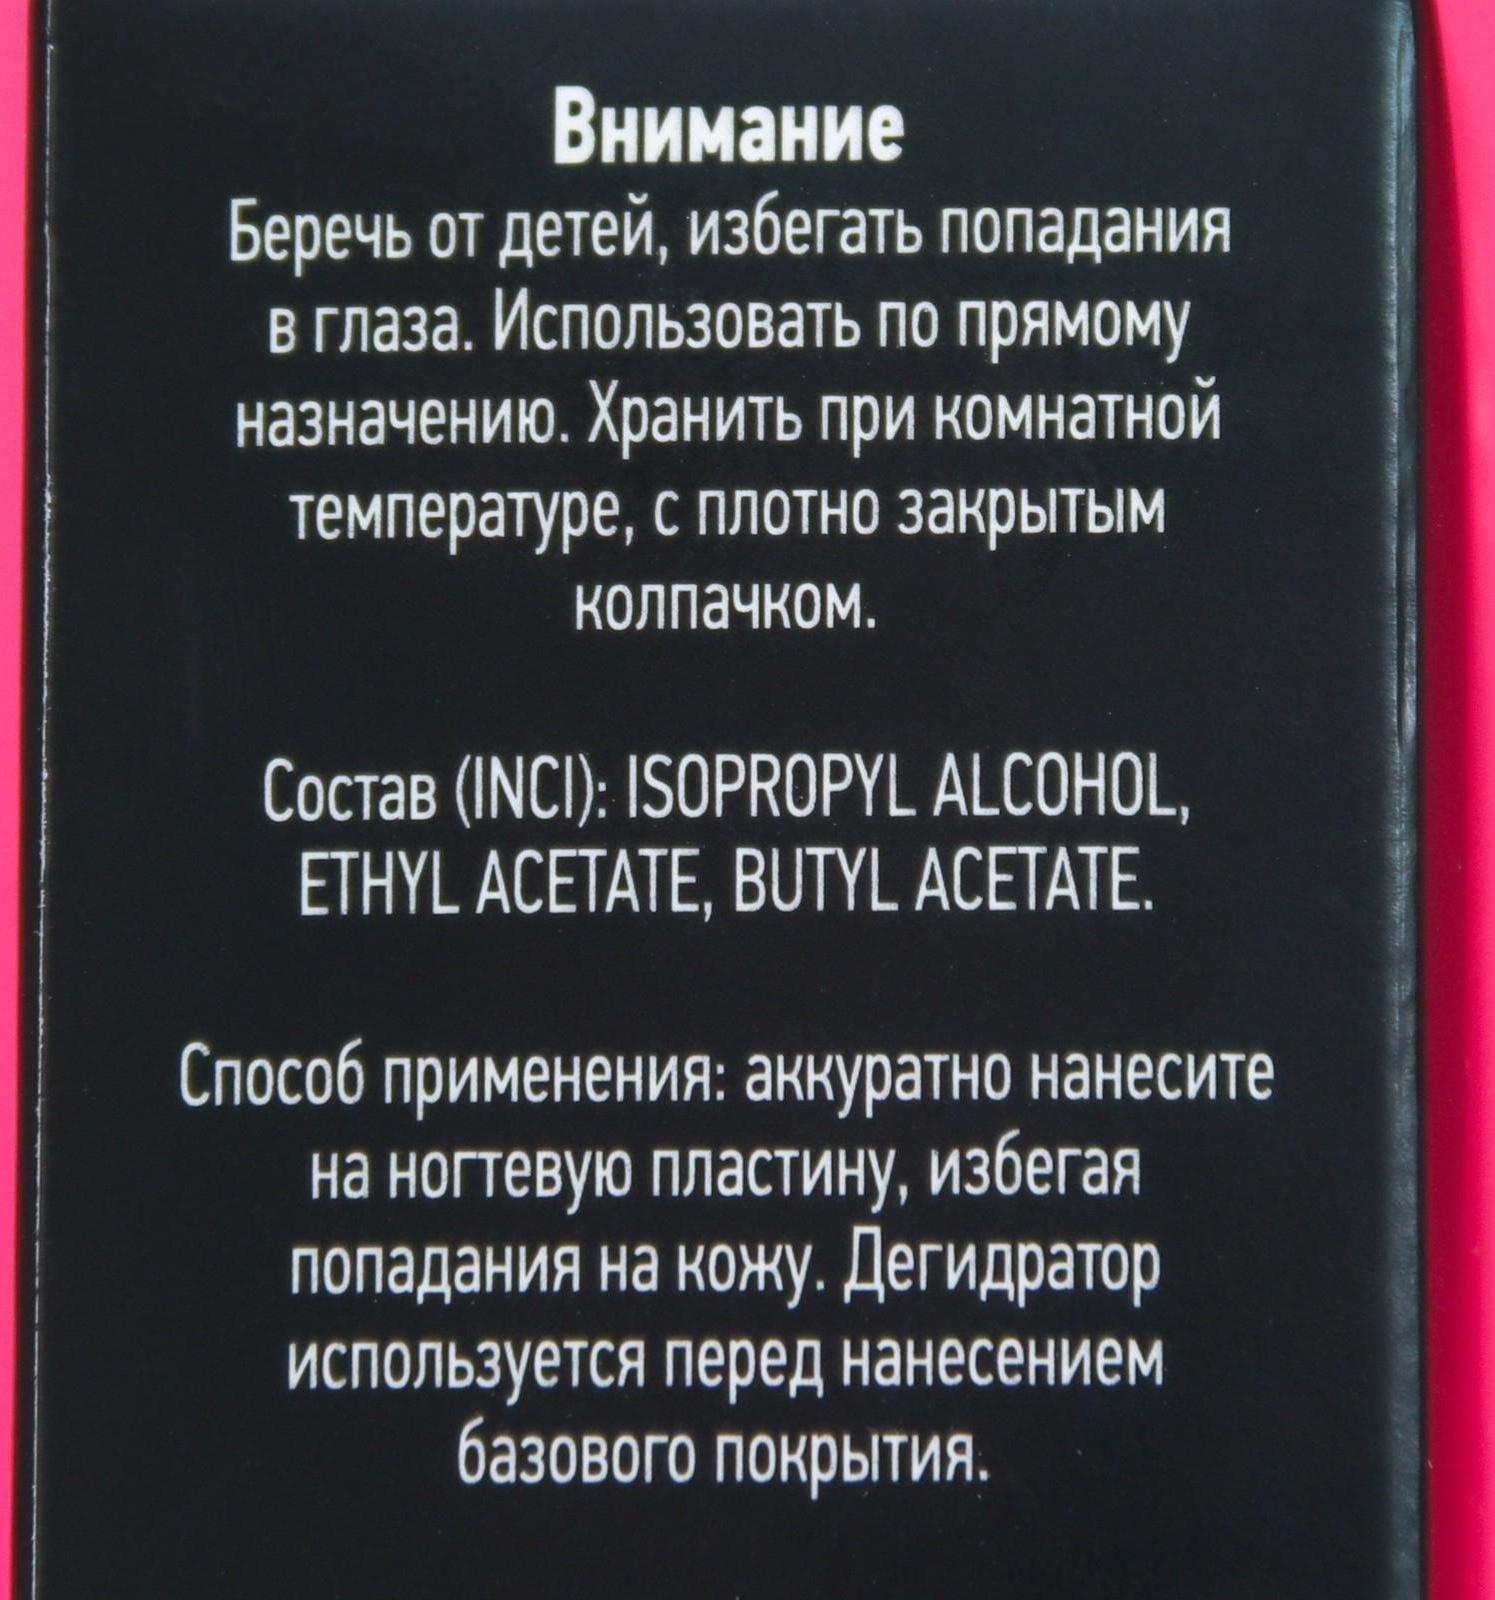 Внимание
Беречь от детей, избегать попадания
в глаза. Использовать по прямому
назначению. Хранить при комнатной
температуре, с плотно закрытым
колпачком.
Состав (INCI): ISOPROPYL ALCOHOL,
ETHYL ACETATE, BUTYL ACETATE.
Способ применения: аккуратно нанесите
на ногтевую пластину, избегая
попадания на кожу. Дегидратор
используется перед нанесением
базового покрытия.